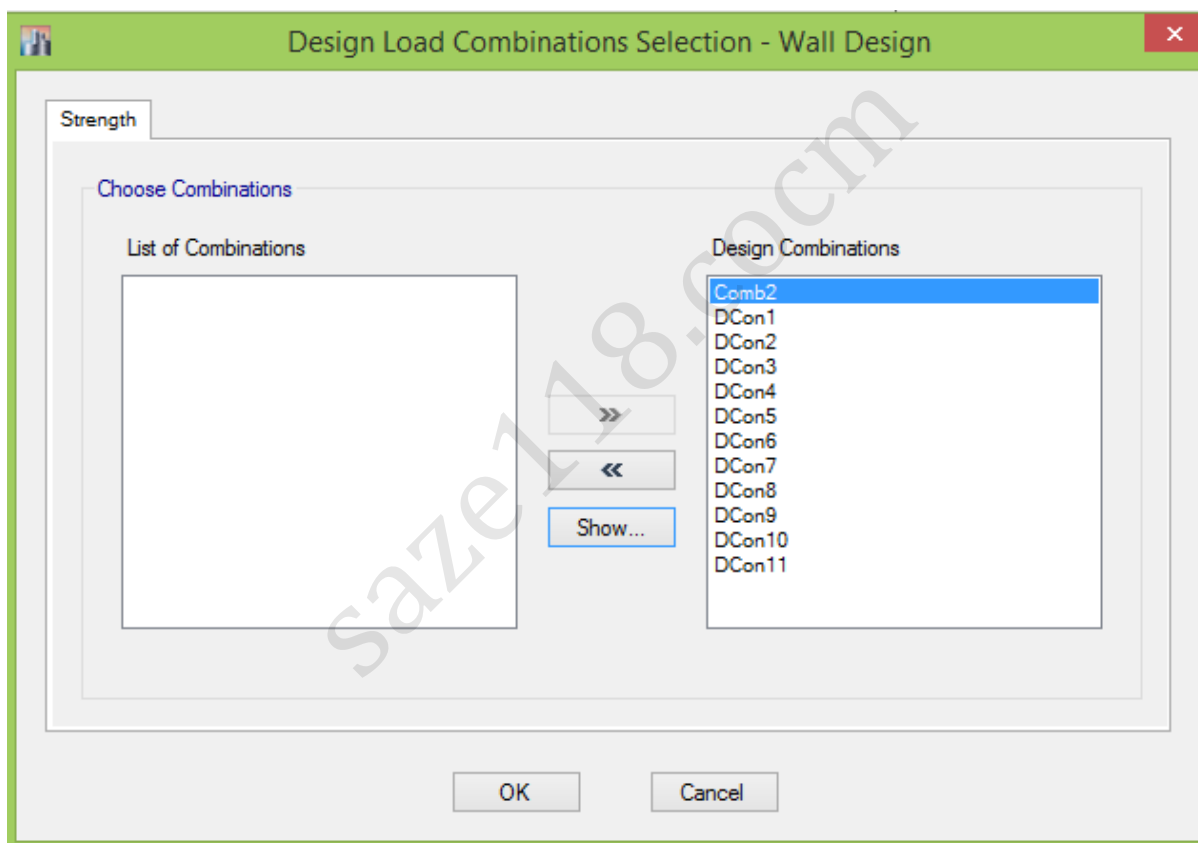 Design Load Combinations Selection - Wall Design
Strength
Choose Combinations
List of Combinations
Design Combinations
Comb2
DCon1
DCon2
DCon3
DCon4
DCon5
DCon6
DCon7
DCon8
DCon9
DCon10
DCon11
>>
<<
Show...
OK
Cancel
saze118.cocm